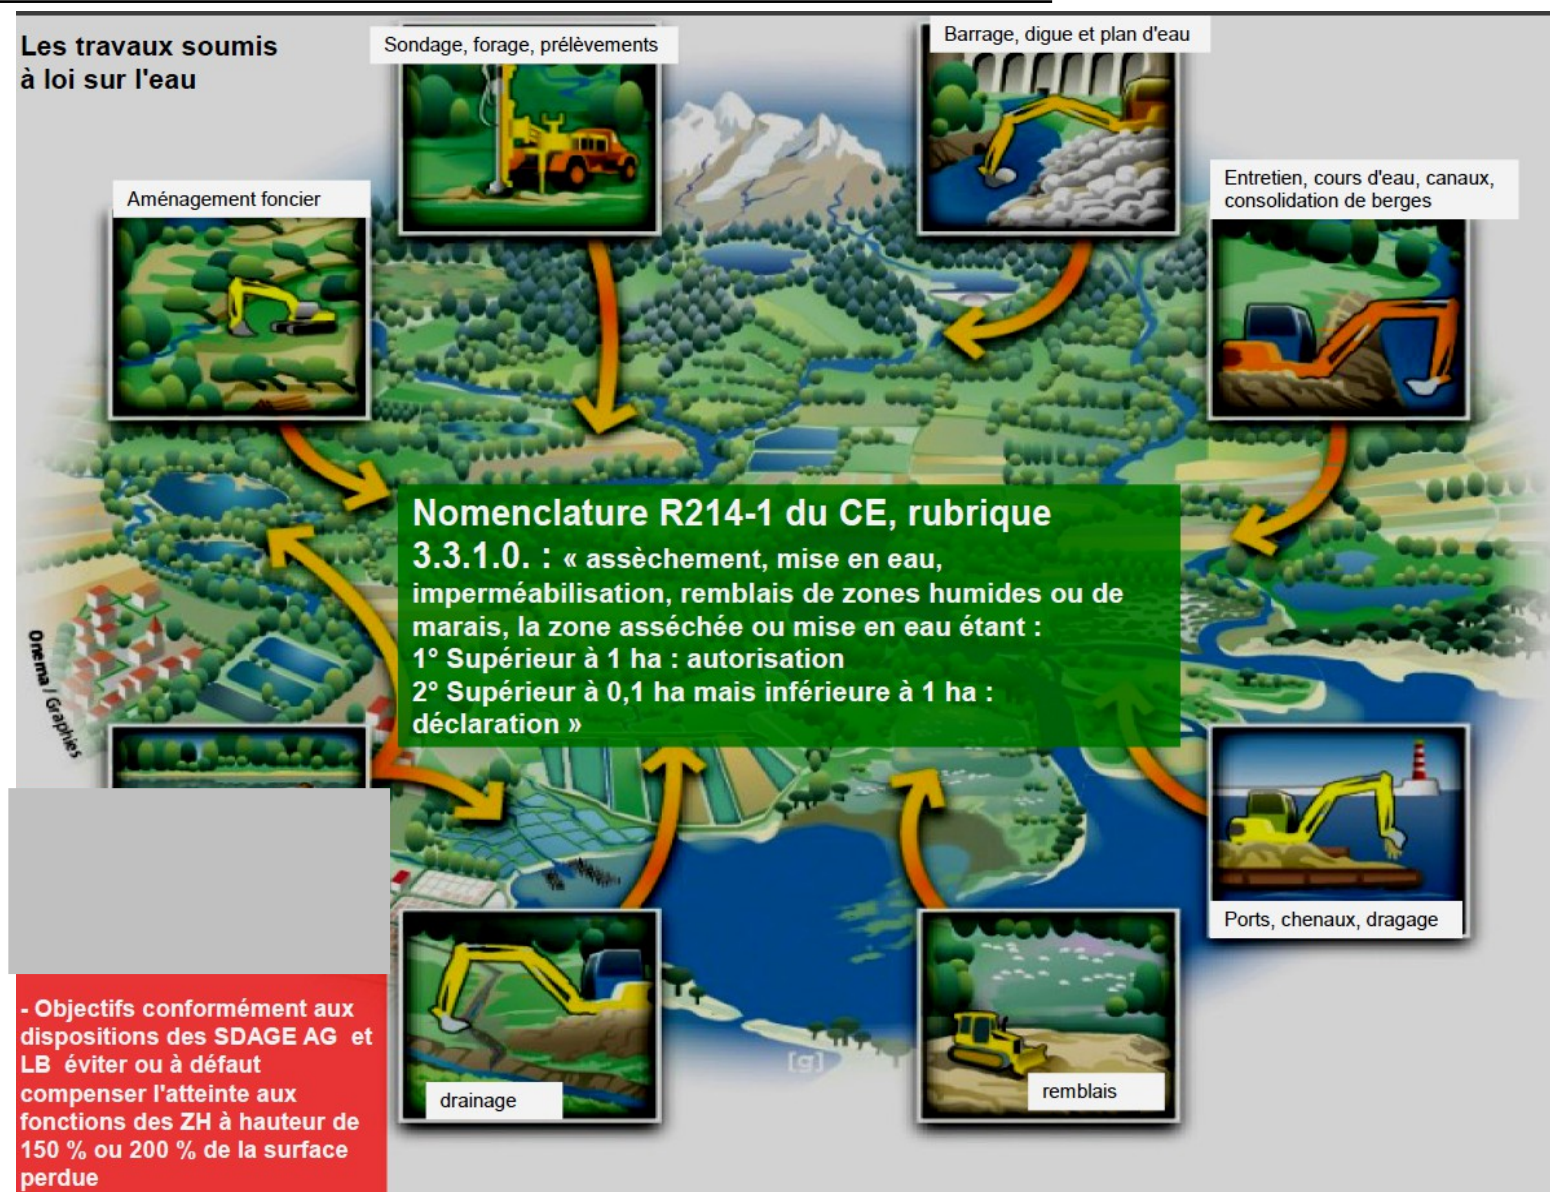 Les travaux soumis
à loi sur l'eau
Sondage, forage, prélèvements
Barrage, digue et plan d'eau
Entretien, cours d'eau, canaux,
consolidation de berges
Aménagement foncier
Nomenclature R214-1 du CE, rubrique
3.3.1.0. : « assèchement, mise en eau,
imperméabilisation, remblais de zones humides ou de
marais, la zone asséchée ou mise en eau étant :
1° Supérieur à 1 ha : autorisation
2° Supérieur à 0,1 ha mais inférieure à 1 ha :
déclaration »
Onema / Graphies
Ports, chenaux, dragage
- Objectifs conformément aux
dispositions des SDAGE AG et
LB éviter ou à défaut
compenser l'atteinte aux
fonctions des ZH à hauteur de
150 % ou 200 % de la surface
perdue
drainage
remblais
[g]